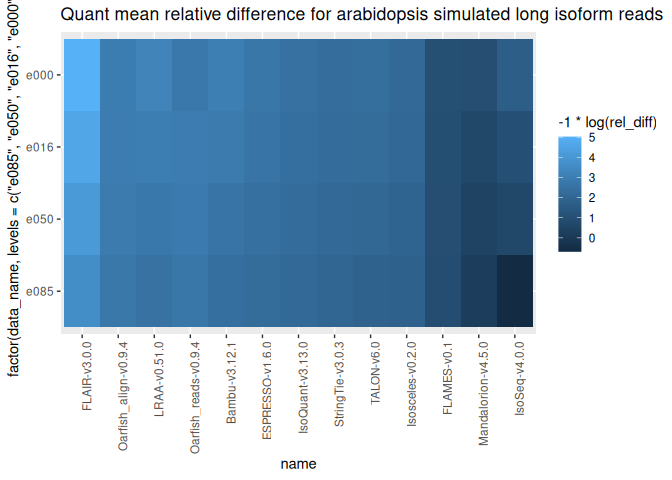 Quant mean relative difference for arabidopsis simulated long isoform reads
factor(data_name, levels = c("e085", "e050", "e016", "e000"
e000
e016
e050
e085
FLAIR-v3.0.0
Oarfish_align-v0.9.4
LRAA-v0.51.0
Oarfish_reads-v0.9.4
Bambu-v3.12.1
ESPRESSO-v1.6.0
IsoQuant-v3.13.0
StringTie-v3.0.3
TALON-v6.0
Isosceles-v0.2.0
FLAMES-v0.1
Mandalorion-v4.5.0
IsoSeq-v4.0.0
name
-1 * log(rel_diff)
5
4
3
2
1
0